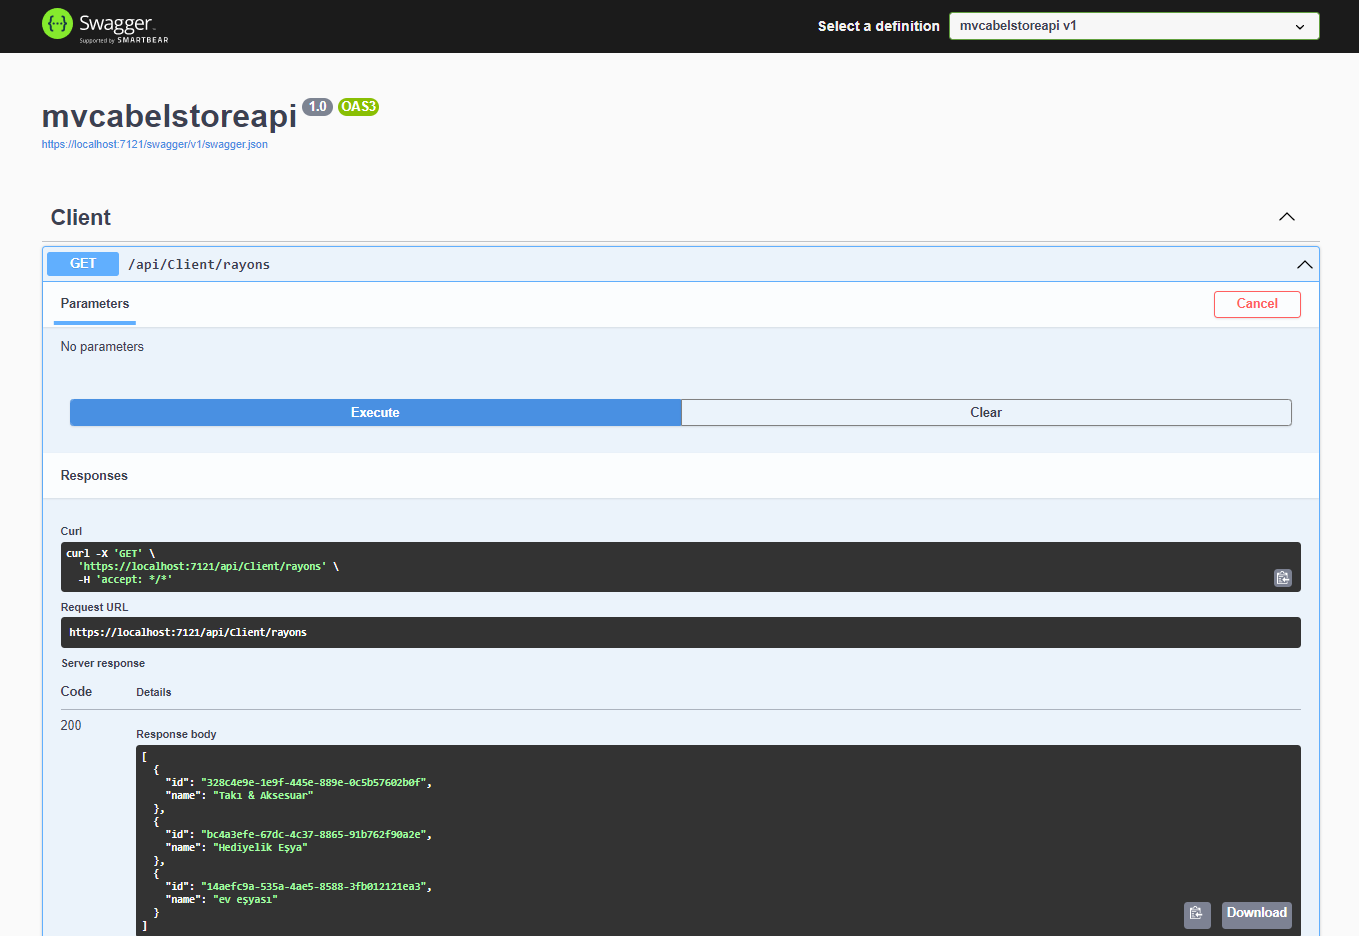 Swagger
Supported by SMARTBEAR
Select a definition
mvcabelstoreapi v1
mvcabelstoreapi 1.0 OAS3
https://localhost:7121/swagger/v1/swagger.json
Client
GET /api/Client/rayons
Parameters
Cancel
No parameters
Execute
Clear
Responses
Curl
curl -X 'GET' \
  'https://localhost:7121/api/Client/rayons' \
  -H 'accept: */*'
Request URL
https://localhost:7121/api/Client/rayons
Server response
Code Details
200
Response body
[
  {
    "id": "328c4e9e-1e9f-445e-889e-0c5b57602b0f",
    "name": "Takı & Aksesuar"
  },
  {
    "id": "bc4a3efe-67dc-4c37-8865-91b762f90a2e",
    "name": "Hediyelik Eşya"
  },
  {
    "id": "14aefc9a-535a-4ae5-8588-3fb012121ea3",
    "name": "ev eşyası"
  }
]
Download